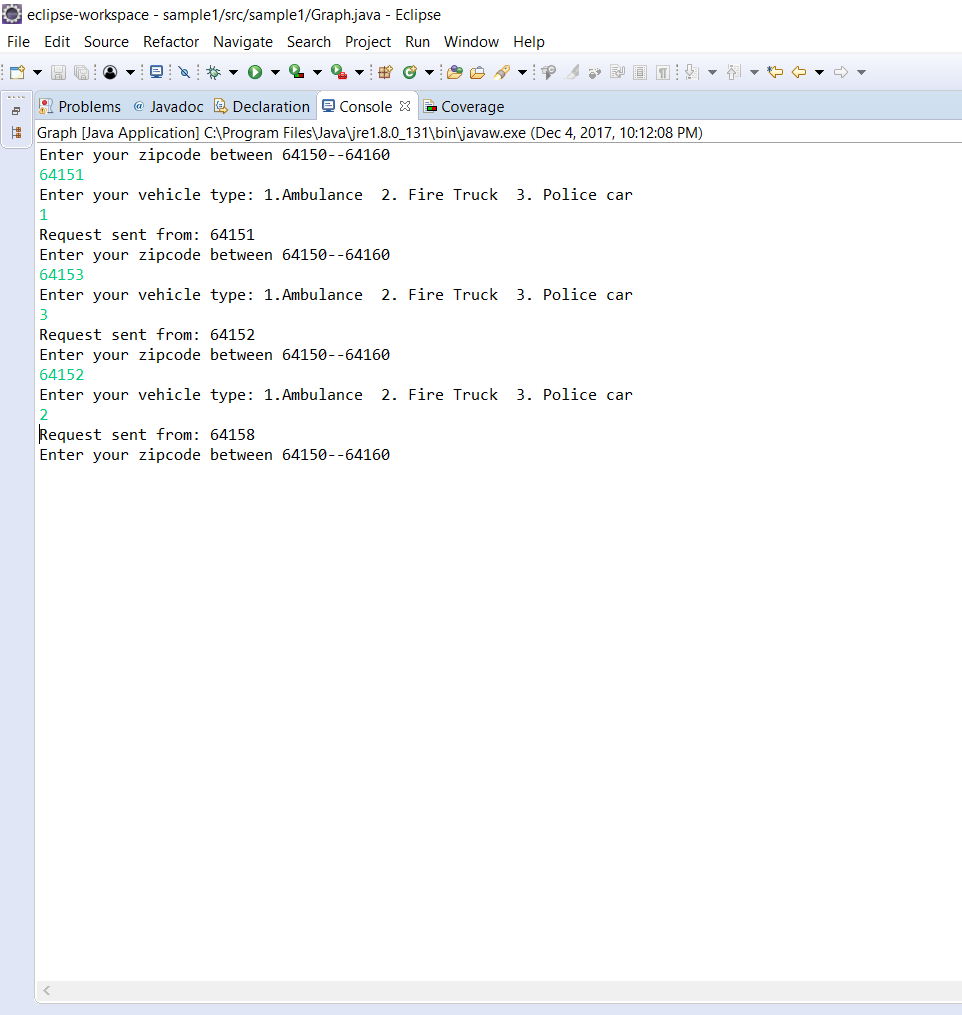 eclipse-workspace - sample1/src/sample1/Graph.java - Eclipse
File Edit Source Refactor Navigate Search Project Run Window Help
Problems @ Javadoc Declaration Console Coverage
Graph [Java Application] C:\Program Files\Java\jre1.8.0_131\bin\javaw.exe (Dec 4, 2017, 10:12:08 PM)
Enter your zipcode between 64150--64160
64151
Enter your vehicle type: 1.Ambulance  2. Fire Truck  3. Police car
1
Request sent from: 64151
Enter your zipcode between 64150--64160
64153
Enter your vehicle type: 1.Ambulance  2. Fire Truck  3. Police car
3
Request sent from: 64152
Enter your zipcode between 64150--64160
64152
Enter your vehicle type: 1.Ambulance  2. Fire Truck  3. Police car
2
Request sent from: 64158
Enter your zipcode between 64150--64160